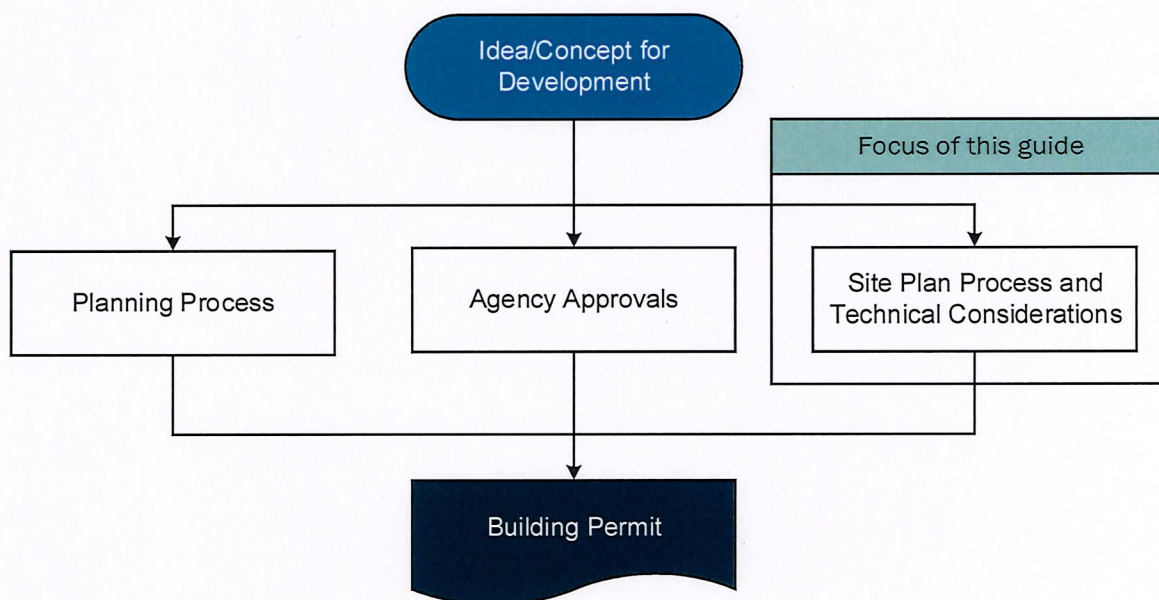 Idea/Concept for
Development
Focus of this guide
Planning Process
Agency Approvals
Site Plan Process and
Technical Considerations
Building Permit